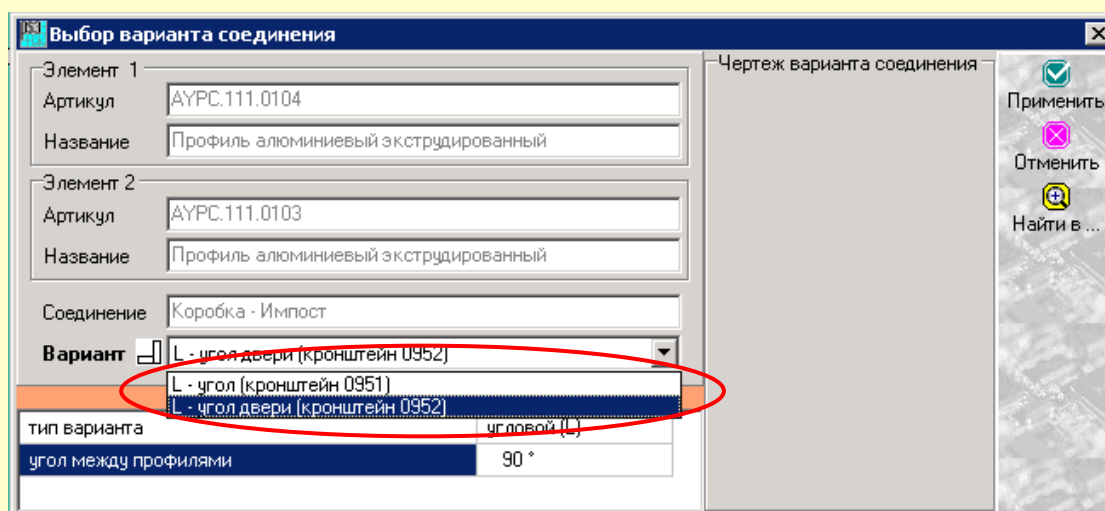 Выбор варианта соединения
Элемент 1
Артикул AYPC.111.0104
Название Профиль алюминиевый экструдированный
Элемент 2
Артикул AYPC.111.0103
Название Профиль алюминиевый экструдированный
Соединение Коробка - Импост
Вариант L - угол двери (кронштейн 0952)
L - угол (кронштейн 0951)
L - угол двери (кронштейн 0952)
тип варианта угловой (L)
угол между профилями 90 °
Чертеж варианта соединения
Применить
Отменить
Найти в ...